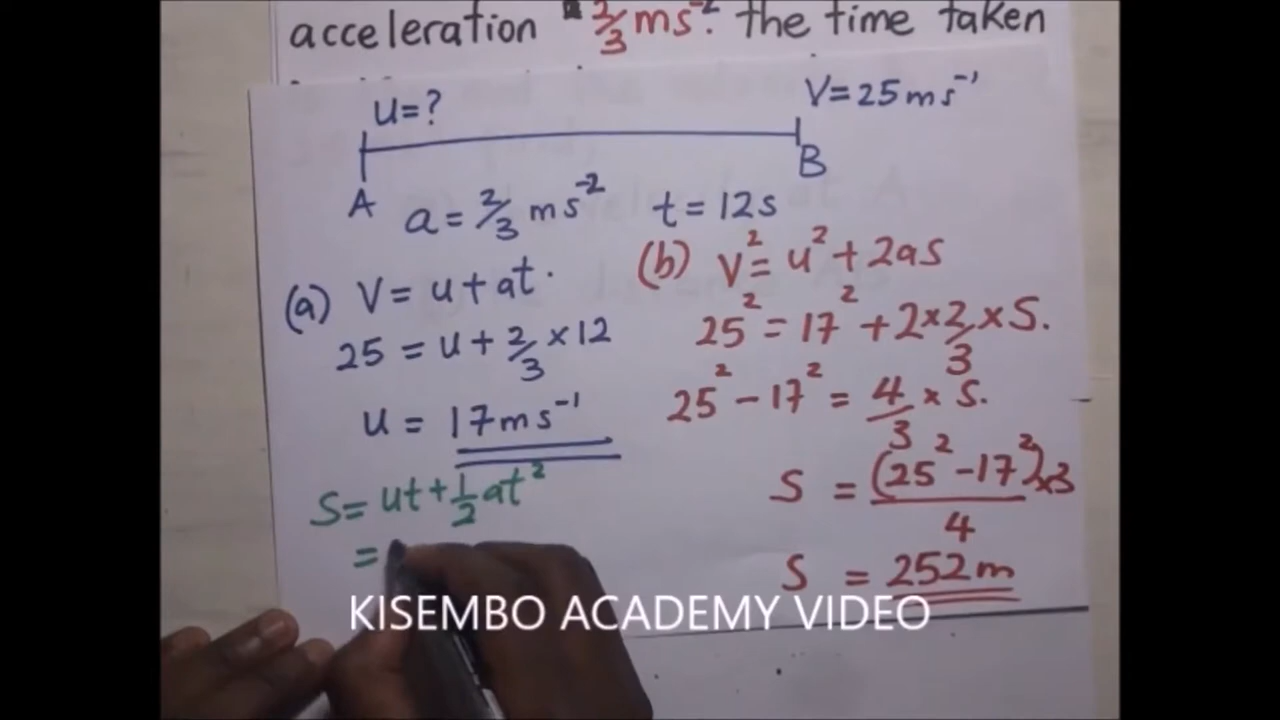 acceleration 2/3 ms⁻². the time taken
u=?
V=25ms⁻¹
A
B
a = 2/3 ms⁻²
t = 12s
(a) V = u + at.
25 = u + 2/3 × 12
u = 17ms⁻¹
S = ut + 1/2 at²
=
(b) V² = u² + 2as
25² = 17² + 2 × 2/3 × S.
25² − 17² = 4/3 × S.
S = (25² − 17²)×3 / 4
S = 252m
KISEMBO ACADEMY VIDEO